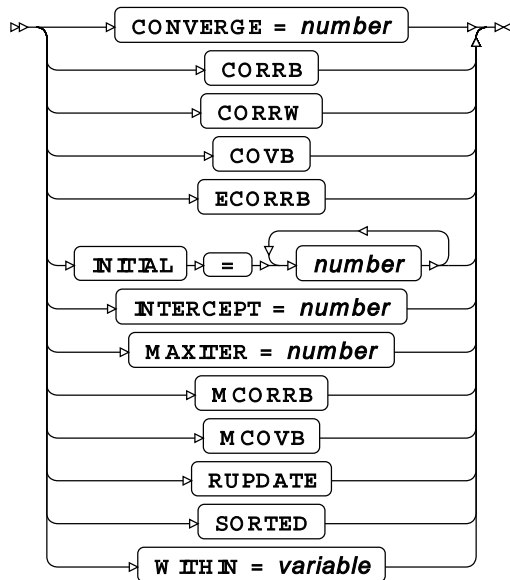 CONVERGE = number
CORRB
CORRW
COVB
ECORRB
INITIAL = number
INTERCEPT = number
MAXITER = number
MCORRB
MCOVB
RUPDATE
SORTED
WITHIN = variable